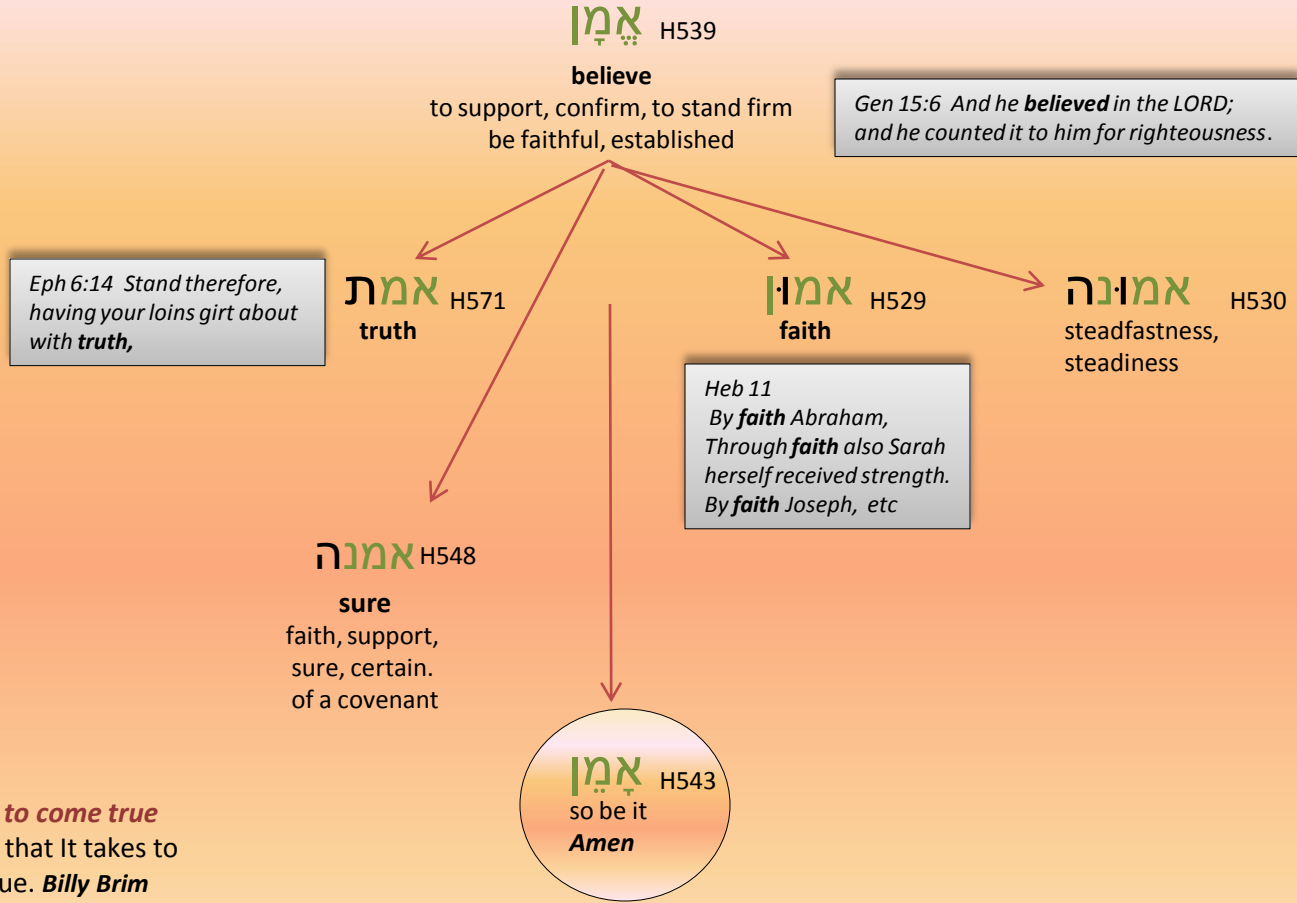 אֱמָן H539
believe
to support, confirm, to stand firm
be faithful, established
Gen 15:6 And he believed in the LORD;
and he counted it to him for righteousness.
Eph 6:14 Stand therefore,
having your loins girt about
with truth,
אמת H571
truth
אמוּן H529
faith
אמוּנה H530
steadfastness,
steadiness
Heb 11
By faith Abraham,
Through faith also Sarah
herself received strength.
By faith Joseph, etc
אמנה H548
sure
faith, support,
sure, certain.
of a covenant
אָמֵן H543
so be it
Amen
to come true
that It takes to
ue. Billy Brim